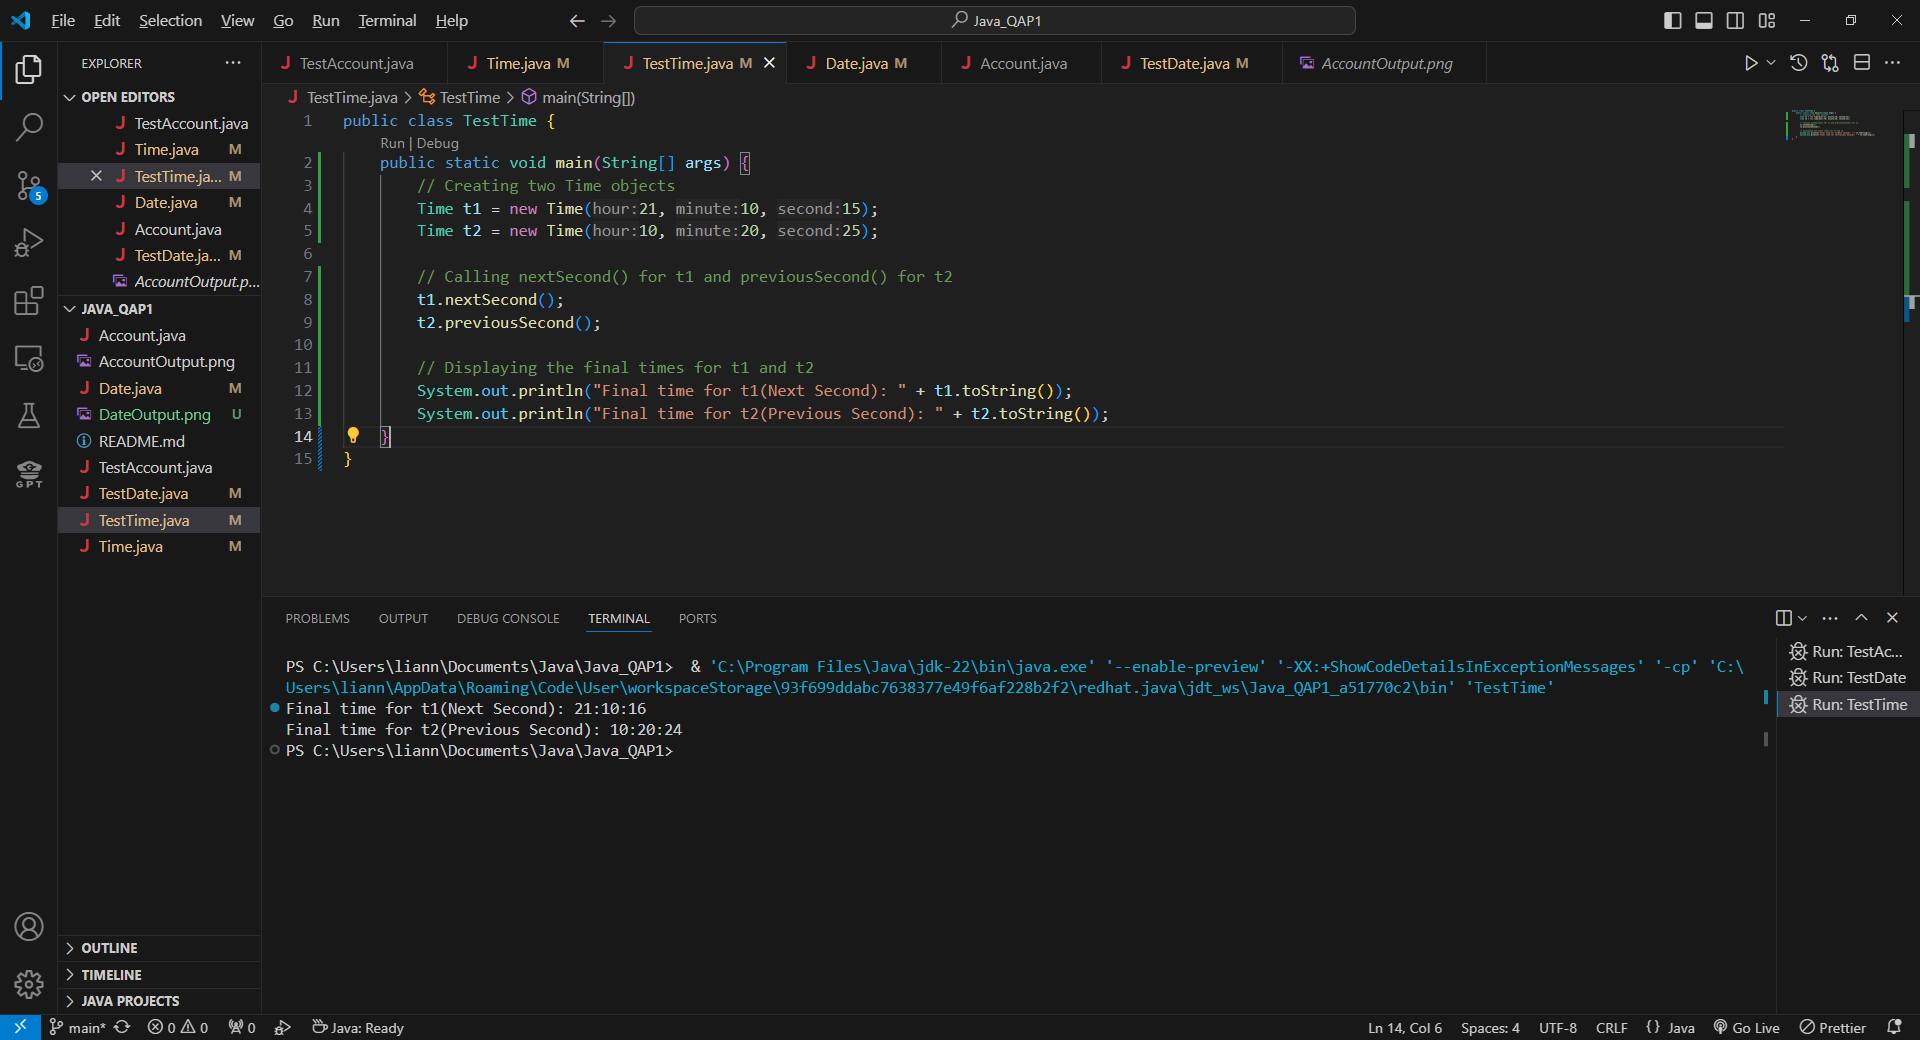 File Edit Selection View Go Run Terminal Help
Java_QAP1
EXPLORER
OPEN EDITORS
TestAccount.java
Time.java M
TestTime.ja... M
Date.java M
Account.java
TestDate.ja... M
AccountOutput.p...
JAVA_QAP1
Account.java
AccountOutput.png
Date.java M
DateOutput.png U
README.md
TestAccount.java
TestDate.java M
TestTime.java M
Time.java M
OUTLINE
TIMELINE
JAVA PROJECTS
5
GPT
TestAccount.java Time.java M TestTime.java M Date.java M Account.java TestDate.java M AccountOutput.png
TestTime.java > TestTime > main(String[])
1 public class TestTime {
Run | Debug
2 public static void main(String[] args) {
3 // Creating two Time objects
4 Time t1 = new Time(hour:21, minute:10, second:15);
5 Time t2 = new Time(hour:10, minute:20, second:25);
6
7 // Calling nextSecond() for t1 and previousSecond() for t2
8 t1.nextSecond();
9 t2.previousSecond();
10
11 // Displaying the final times for t1 and t2
12 System.out.println("Final time for t1(Next Second): " + t1.toString());
13 System.out.println("Final time for t2(Previous Second): " + t2.toString());
14 }
15 }
PROBLEMS OUTPUT DEBUG CONSOLE TERMINAL PORTS
PS C:\Users\liann\Documents\Java\Java_QAP1> & 'C:\Program Files\Java\jdk-22\bin\java.exe' '--enable-preview' '-XX:+ShowCodeDetailsInExceptionMessages' '-cp' 'C:\
Users\liann\AppData\Roaming\Code\User\workspaceStorage\93f699ddabc7638377e49f6af228b2f2\redhat.java\jdt_ws\Java_QAP1_a51770c2\bin' 'TestTime'
Final time for t1(Next Second): 21:10:16
Final time for t2(Previous Second): 10:20:24
PS C:\Users\liann\Documents\Java\Java_QAP1>
Run: TestAc...
Run: TestDate
Run: TestTime
main* 0 0 0 Java: Ready
Ln 14, Col 6 Spaces: 4 UTF-8 CRLF {} Java Go Live Prettier